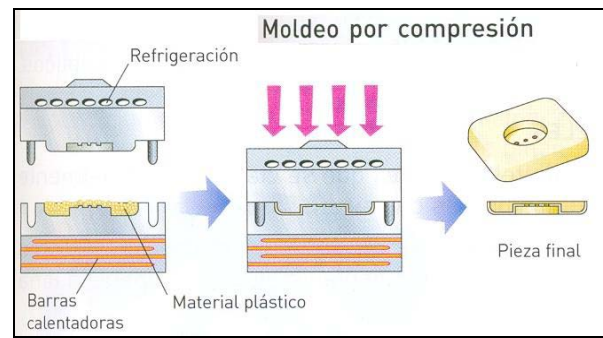 Moldeo por compresión
Refrigeración
Pieza final
Barras
calentadoras
Material plástico